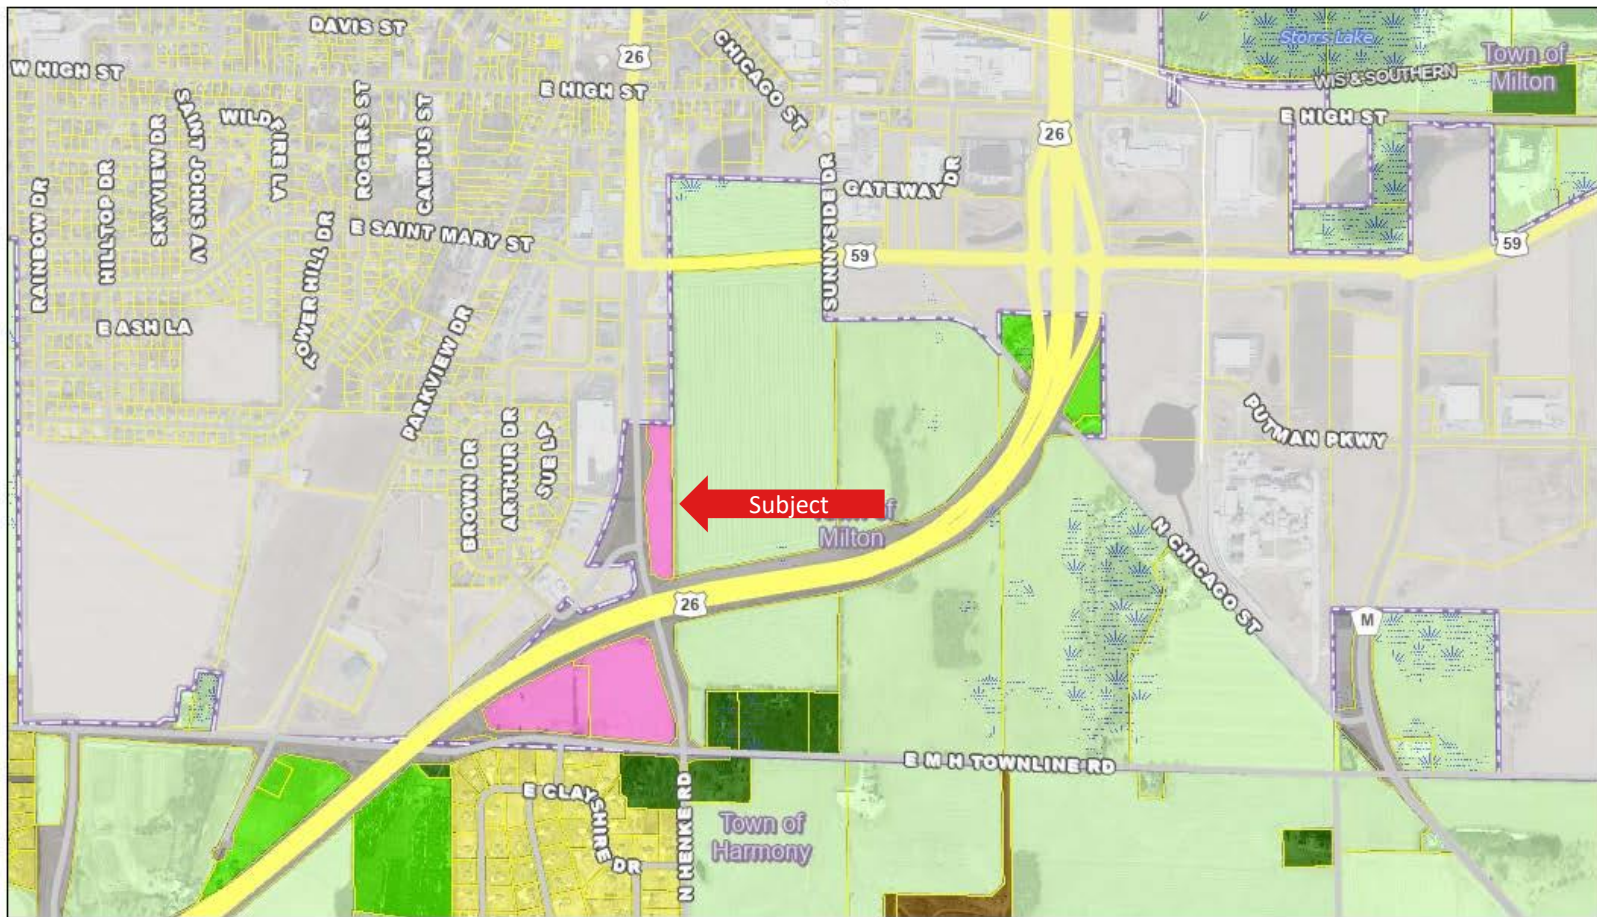 DAVIS ST
W HIGH ST
26
E HIGH ST
CHICAGO ST
Storrs Lake
Town of
Milton
WIS & SOUTHERN
E HIGH ST
26
RAINBOW DR
HILLTOP DR
SKYVIEW DR
SAINT JOHNS AV
WILDFIRE LA
ROGERS ST
CAMPUS ST
SUNNYSIDE DR
GATEWAY DR
E SAINT MARY ST
59
59
TOWER HILL DR
E ASH LA
PARKVIEW DR
PUTMAN PKWY
BROWN DR
ARTHUR DR
SUE LA
Subject
Town of
Milton
N CHICAGO ST
26
M
E M H TOWNLINE RD
E CLAYSHIRE DR
N HENKE RD
Town of
Harmony